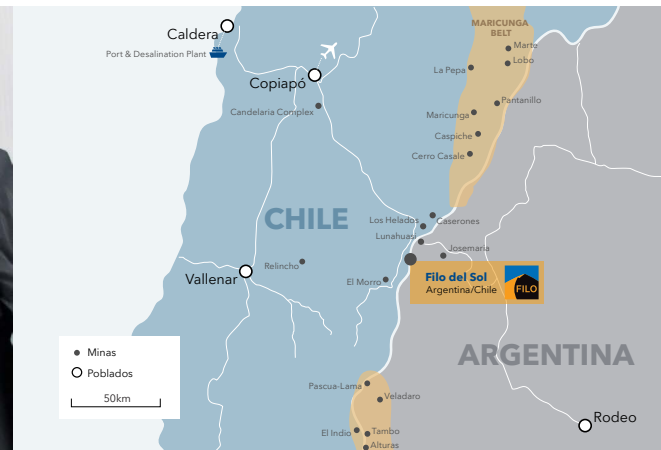 MARICUNGA
BELT
Caldera
Port & Desalination Plant
Marte
Lobo
La Pepa
Copiapó
Candelaria Complex
Pantanillo
Maricunga
Caspiche
Cerro Casale
CHILE
Los Helados
Caserones
Lunahuasi
Josemaria
Relincho
Vallenar
El Morro
Filo del Sol
Argentina/Chile
FILO
Minas
Poblados
50km
ARGENTINA
Pascua-Lama
Veladaro
Rodeo
El Indio
Tambo
Alturas